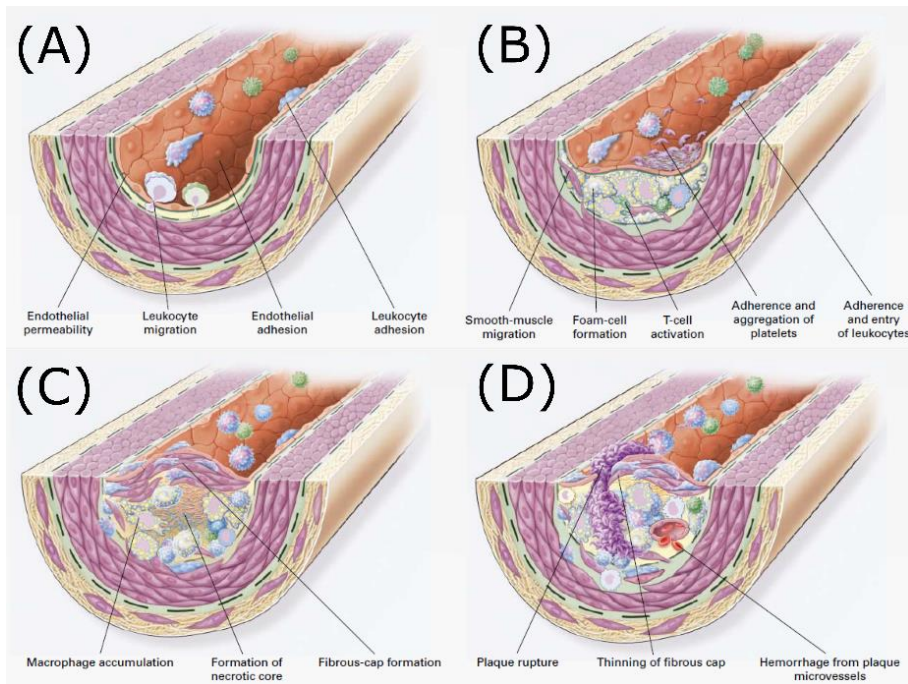 (A)
(B)
Endothelial permeability
Leukocyte migration
Endothelial adhesion
Leukocyte adhesion
Smooth-muscle migration
Foam-cell formation
T-cell activation
Adherence and aggregation of platelets
Adherence and entry of leukocytes
(C)
(D)
Macrophage accumulation
Formation of necrotic core
Fibrous-cap formation
Plaque rupture
Thinning of fibrous cap
Hemorrhage from plaque microvessels